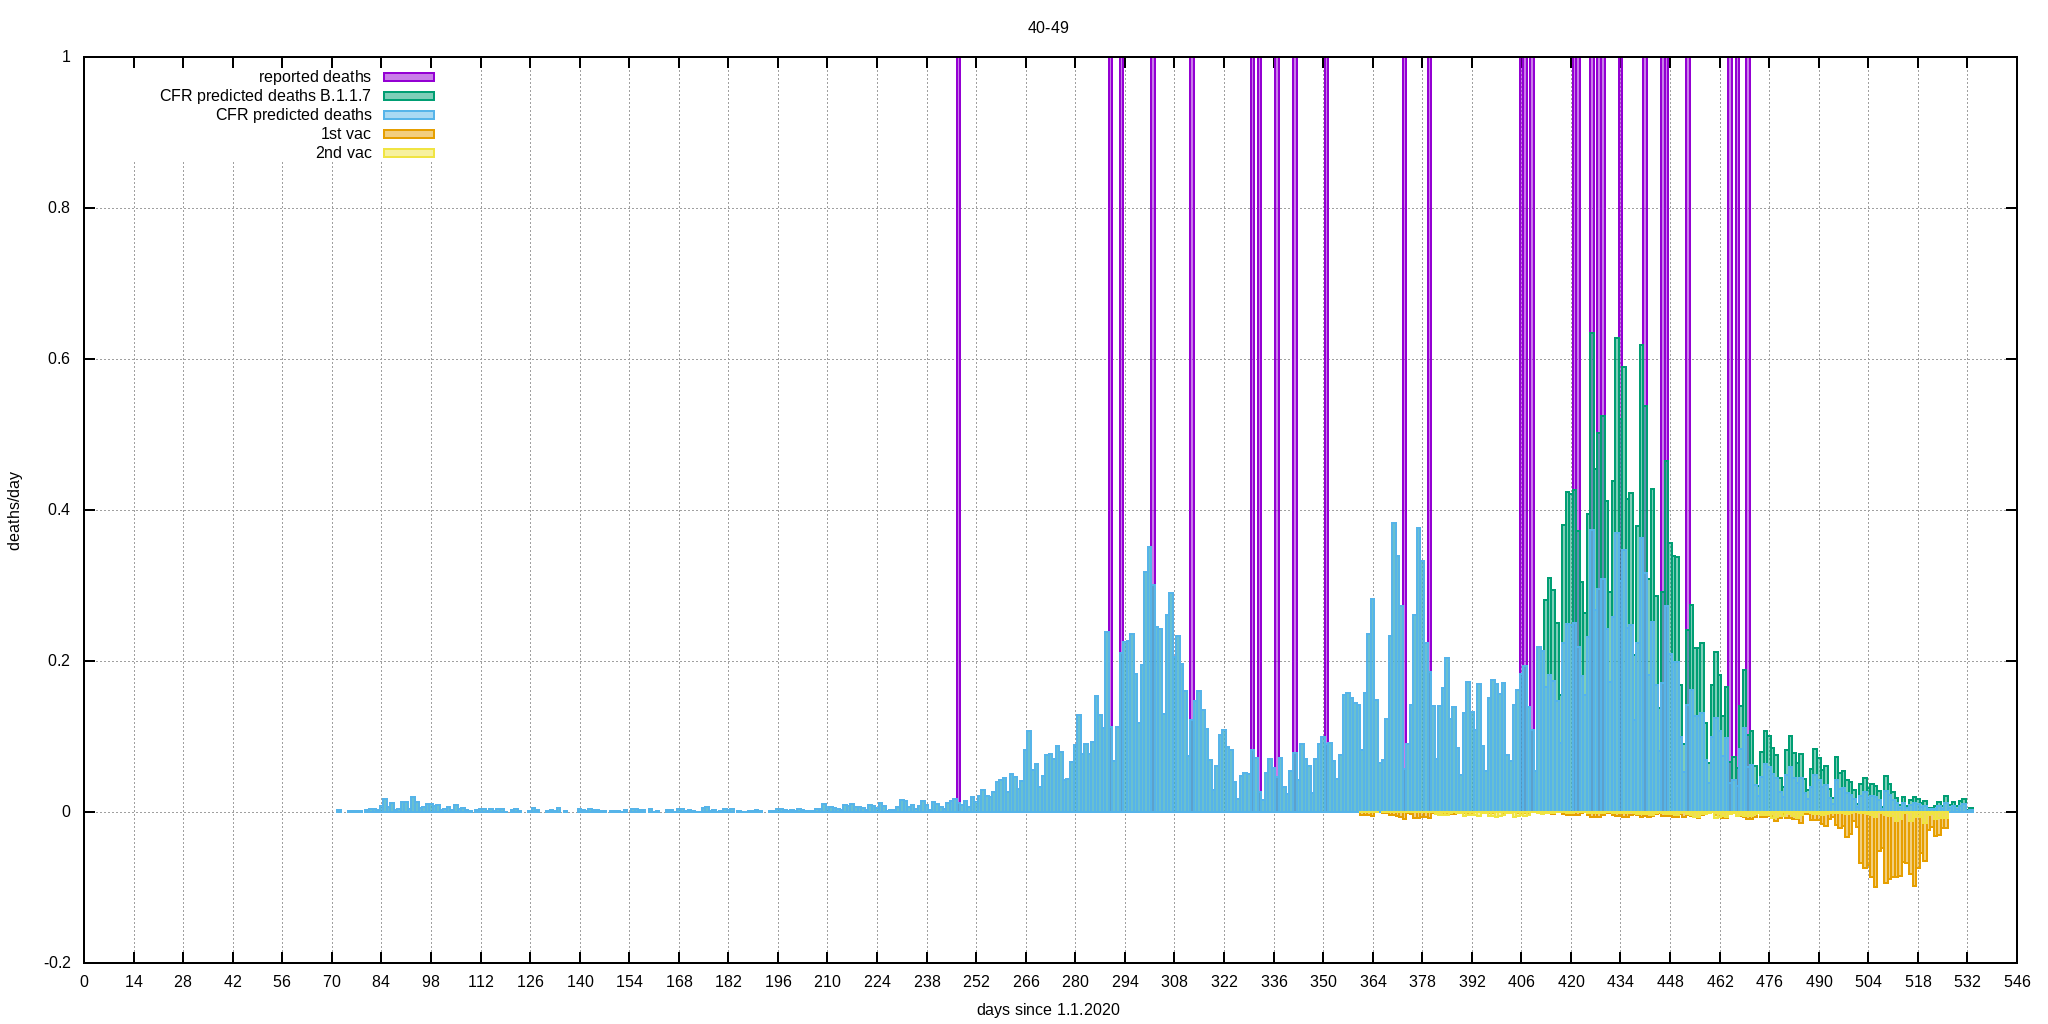 40-49
reported deaths
CFR predicted deaths B.1.1.7
CFR predicted deaths
1st vac
2nd vac
1
0.8
0.6
0.4
0.2
0
-0.2
deaths/day
0 14 28 42 56 70 84 98 112 126 140 154 168 182 196 210 224 238 252 266 280 294 308 322 336 350 364 378 392 406 420 434 448 462 476 490 504 518 532 546
days since 1.1.2020